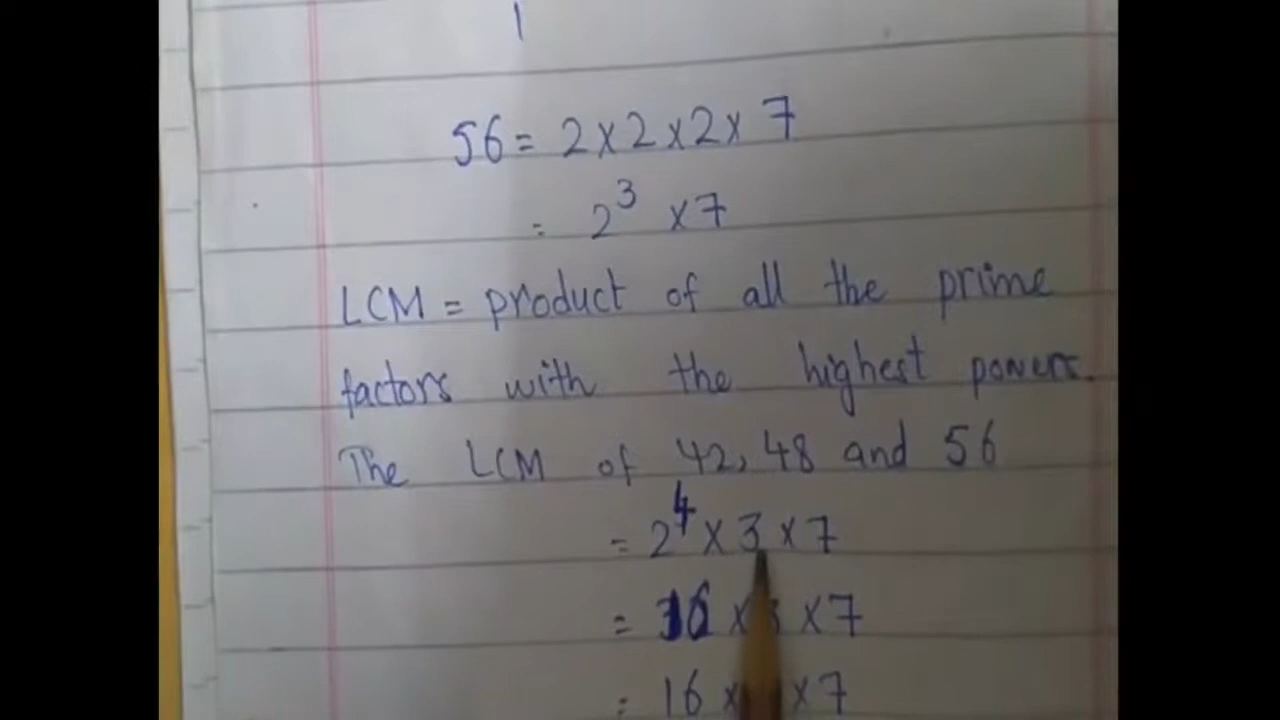 56 = 2 x 2 x 2 x 7
= 2³ x 7
LCM = product of all the prime
factors with the highest powers.
The LCM of 42, 48 and 56
= 2⁴ x 3 x 7
= 16 x x 7
= 16 x x 7